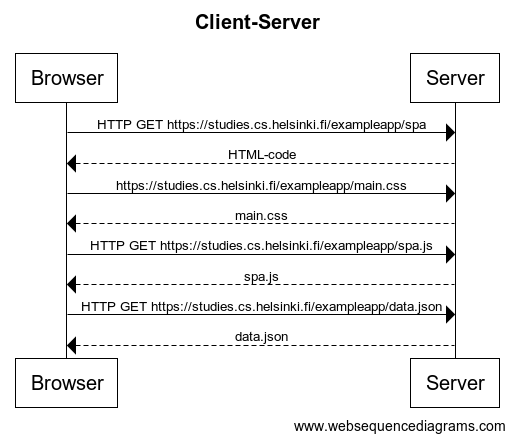 Client-Server
Browser Server
HTTP GET https://studies.cs.helsinki.fi/exampleapp/spa
HTML-code
https://studies.cs.helsinki.fi/exampleapp/main.css
main.css
HTTP GET https://studies.cs.helsinki.fi/exampleapp/spa.js
spa.js
HTTP GET https://studies.cs.helsinki.fi/exampleapp/data.json
data.json
Browser Server
www.websequencediagrams.com